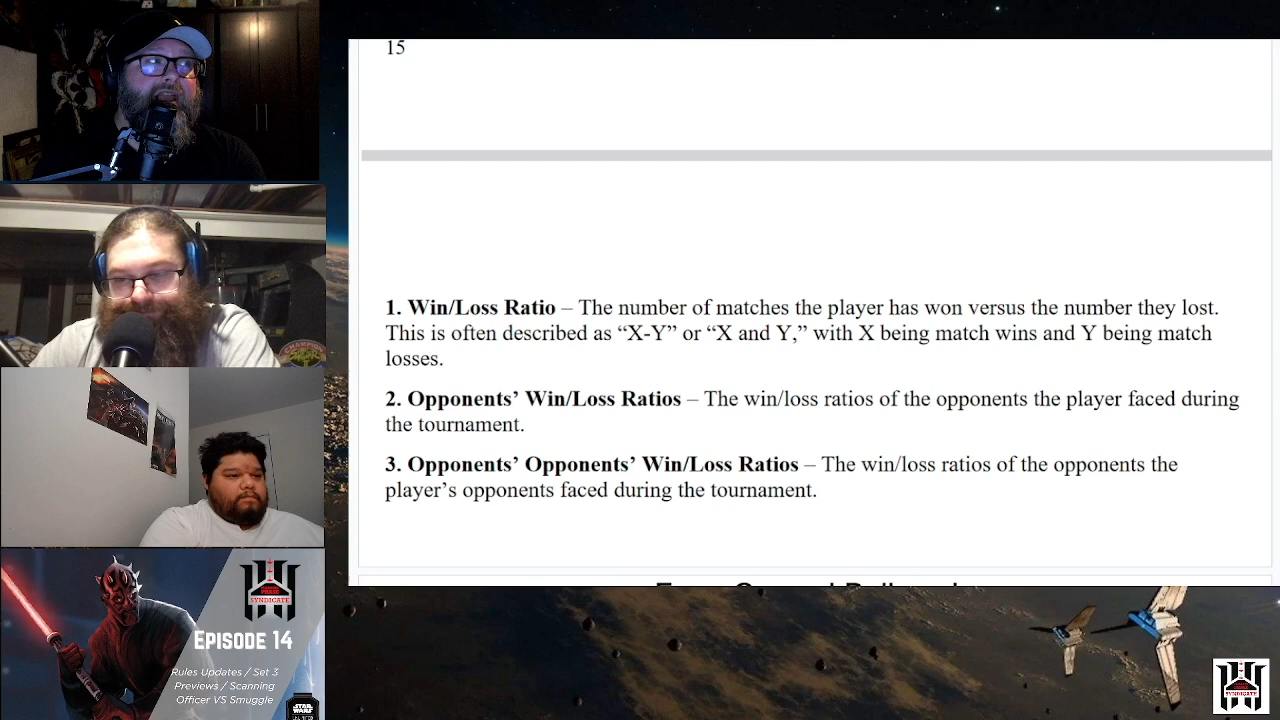 15
1. Win/Loss Ratio – The number of matches the player has won versus the number they lost.
This is often described as “X-Y” or “X and Y,” with X being match wins and Y being match
losses.
2. Opponents’ Win/Loss Ratios – The win/loss ratios of the opponents the player faced during
the tournament.
3. Opponents’ Opponents’ Win/Loss Ratios – The win/loss ratios of the opponents the
player’s opponents faced during the tournament.
CHAMPION
SYNDICATE
EPISODE 14
Rules Updates / Set 3
Previews / Scanning
Officer VS Smuggle
STAR
WARS